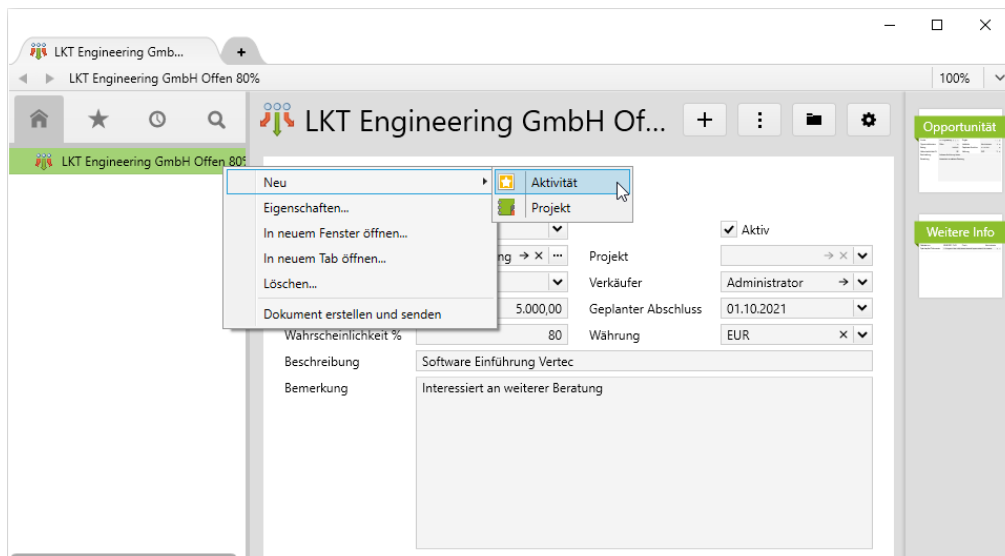 LKT Engineering Gmb...
+
LKT Engineering GmbH Offen 80%
100%
LKT Engineering GmbH Of...
Opportunität
LKT Engineering GmbH Offen 80%
Neu
Aktivität
Eigenschaften...
Projekt
In neuem Fenster öffnen...
Aktiv
Weitere Info
ng
Projekt
In neuem Tab öffnen...
Verkäufer
Administrator
Löschen...
5.000,00
Geplanter Abschluss
01.10.2021
Dokument erstellen und senden
Wahrscheinlichkeit %
80
Währung
EUR
Beschreibung
Software Einführung Vertec
Bemerkung
Interessiert an weiterer Beratung